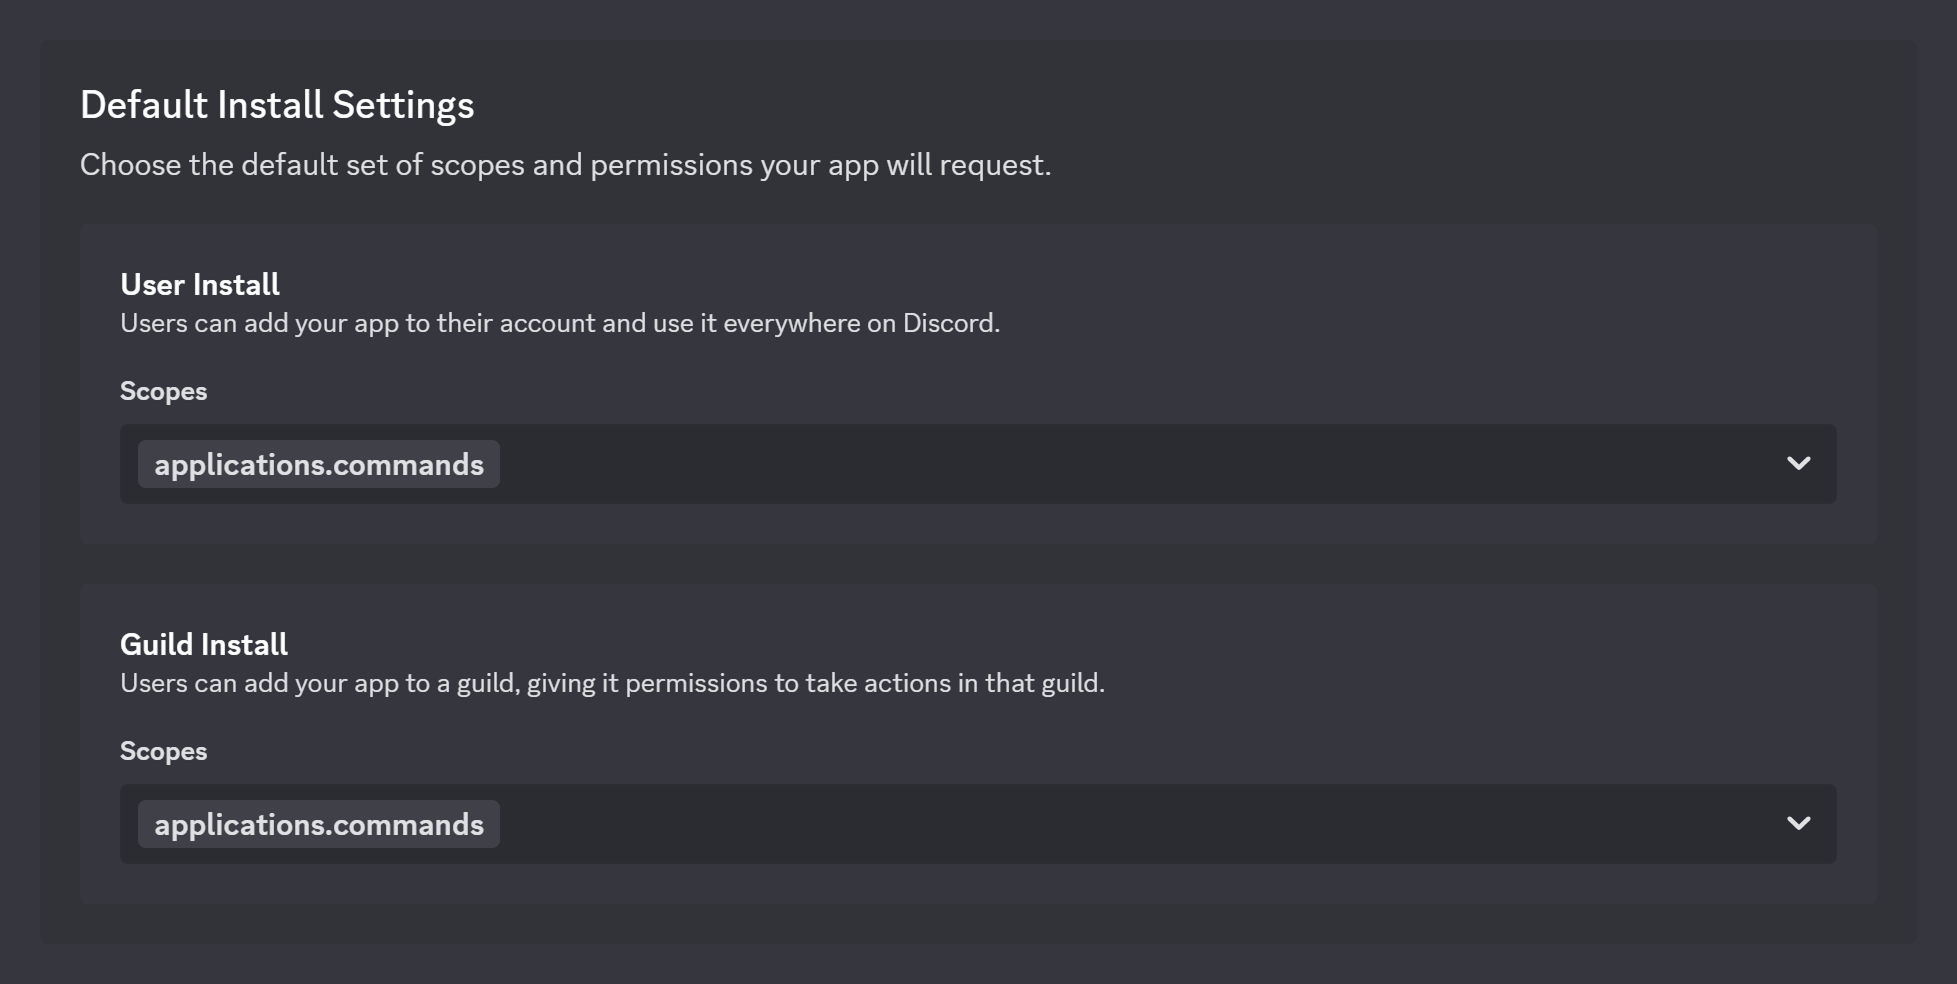 Default Install Settings
Choose the default set of scopes and permissions your app will request.
User Install
Users can add your app to their account and use it everywhere on Discord.
Scopes
applications.commands
Guild Install
Users can add your app to a guild, giving it permissions to take actions in that guild.
Scopes
applications.commands